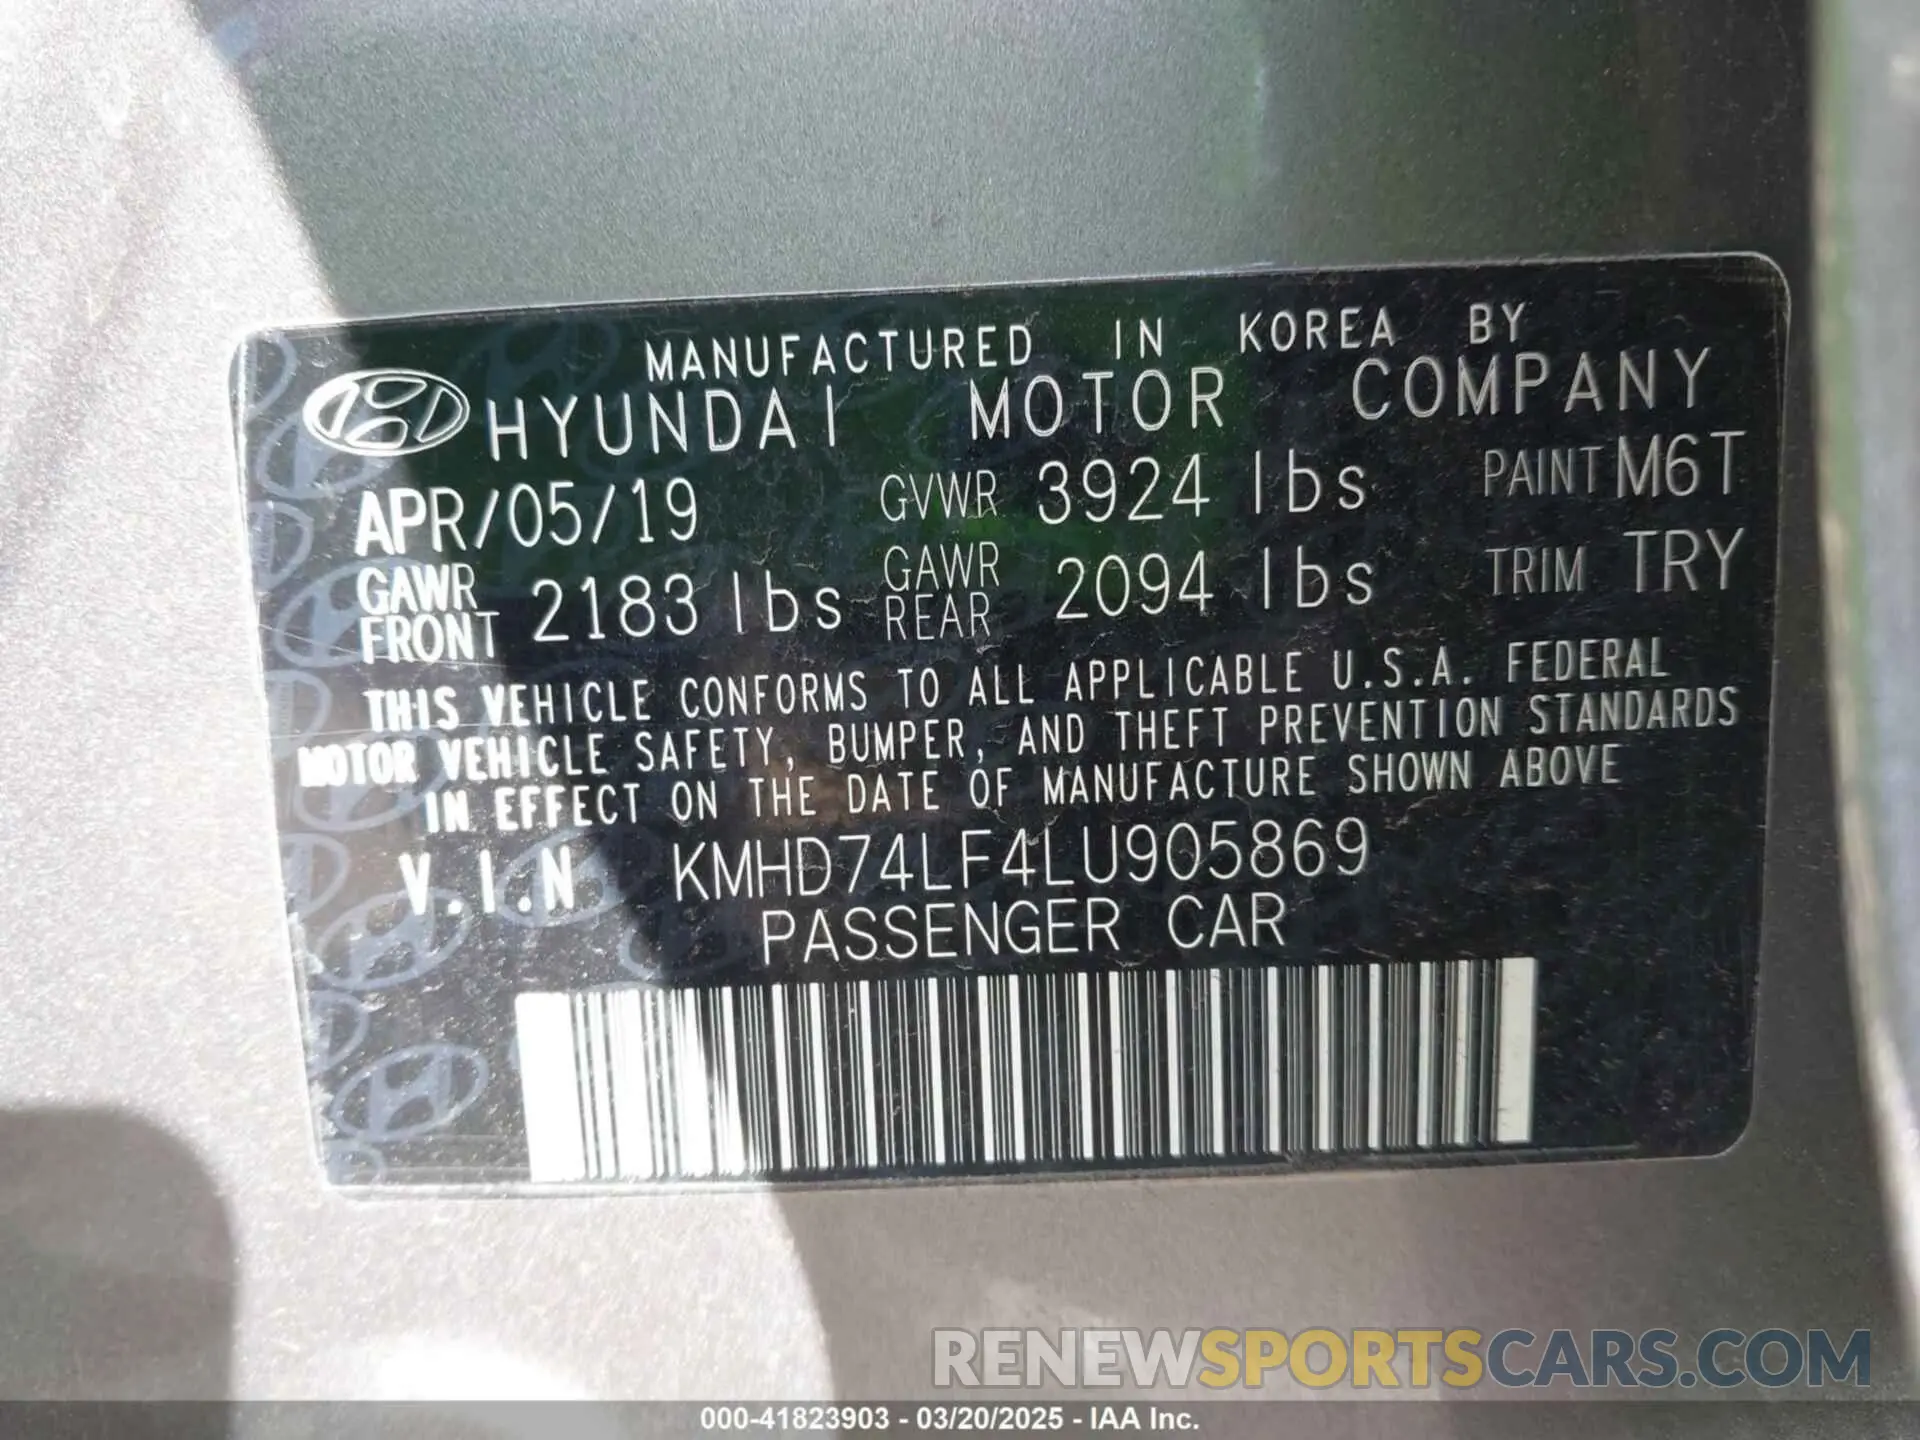 MANUFACTURED IN KOREA BY
HYUNDAI MOTOR COMPANY
APR/05/19 GVWR 3924 lbs PAINT M6T
GAWR FRONT 2183 lbs GAWR REAR 2094 lbs TRIM TRY
THIS VEHICLE CONFORMS TO ALL APPLICABLE U.S.A. FEDERAL
MOTOR VEHICLE SAFETY, BUMPER, AND THEFT PREVENTION STANDARDS
IN EFFECT ON THE DATE OF MANUFACTURE SHOWN ABOVE
V.I.N KMHD74LF4LU905869
PASSENGER CAR
RENEWSPORTSCARS.COM
000-41823903 - 03/20/2025 - IAA Inc.